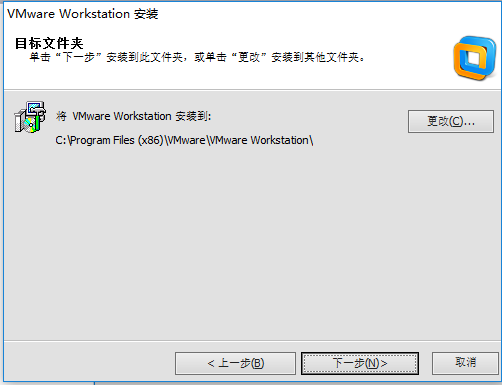 VMware Workstation 安装
目标文件夹
单击“下一步”安装到此文件夹，或单击“更改”安装到其他文件夹。
将 VMware Workstation 安装到:
更改(C)...
C:\Program Files (x86)\VMware\VMware Workstation\
< 上一步(B)
下一步(N)>
取消